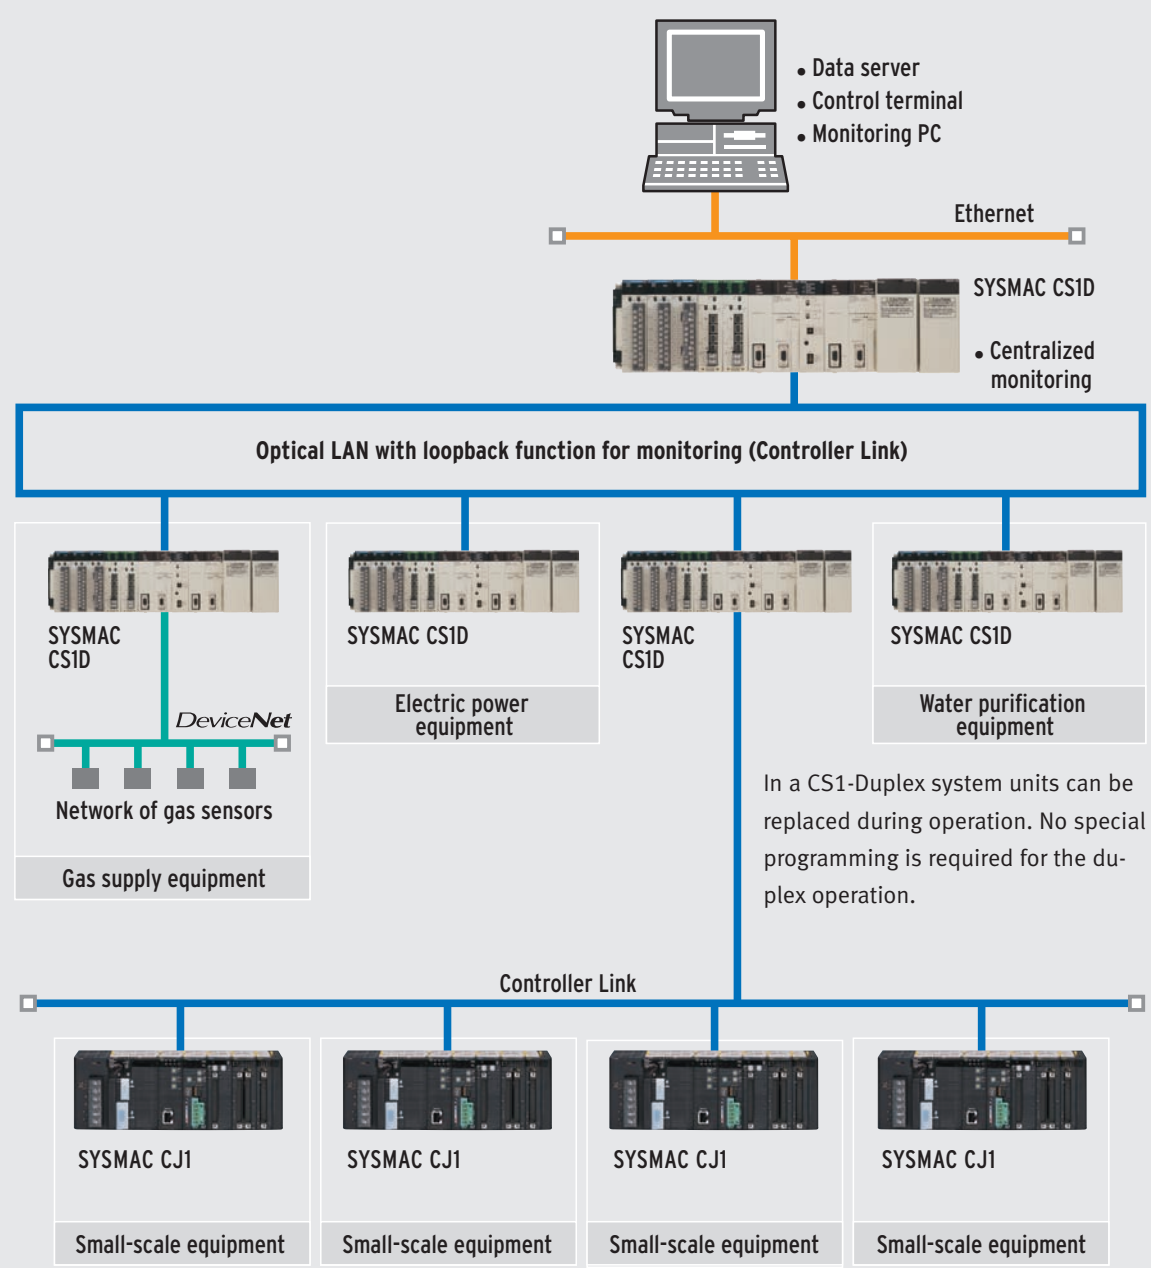 • Data server
• Control terminal
• Monitoring PC
Ethernet
SYSMAC CS1D
• Centralized
monitoring
Optical LAN with loopback function for monitoring (Controller Link)
SYSMAC
CS1D
DeviceNet
Network of gas sensors
Gas supply equipment
SYSMAC CS1D
Electric power
equipment
SYSMAC
CS1D
SYSMAC CS1D
Water purification
equipment
In a CS1-Duplex system units can be
replaced during operation. No special
programming is required for the du-
plex operation.
Controller Link
SYSMAC CJ1
Small-scale equipment
SYSMAC CJ1
Small-scale equipment
SYSMAC CJ1
Small-scale equipment
SYSMAC CJ1
Small-scale equipment